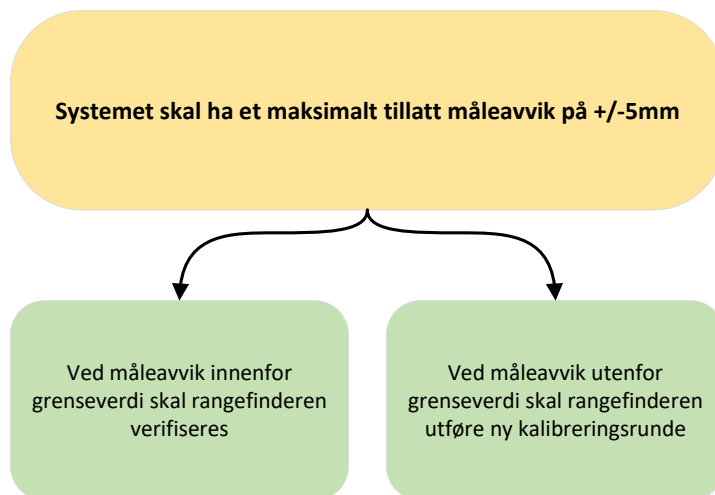 Systemet skal ha et maksimalt tillatt måleavvik på +/-5mm
Ved måleavvik innenfor
grenseverdi skal rangefinderen
verifiseres
Ved måleavvik utenfor
grenseverdi skal rangefinderen
utføre ny kalibreringsrunde